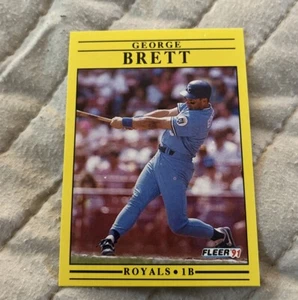 GEORGE
BRETT
FLEER 91
ROYALS • 1B